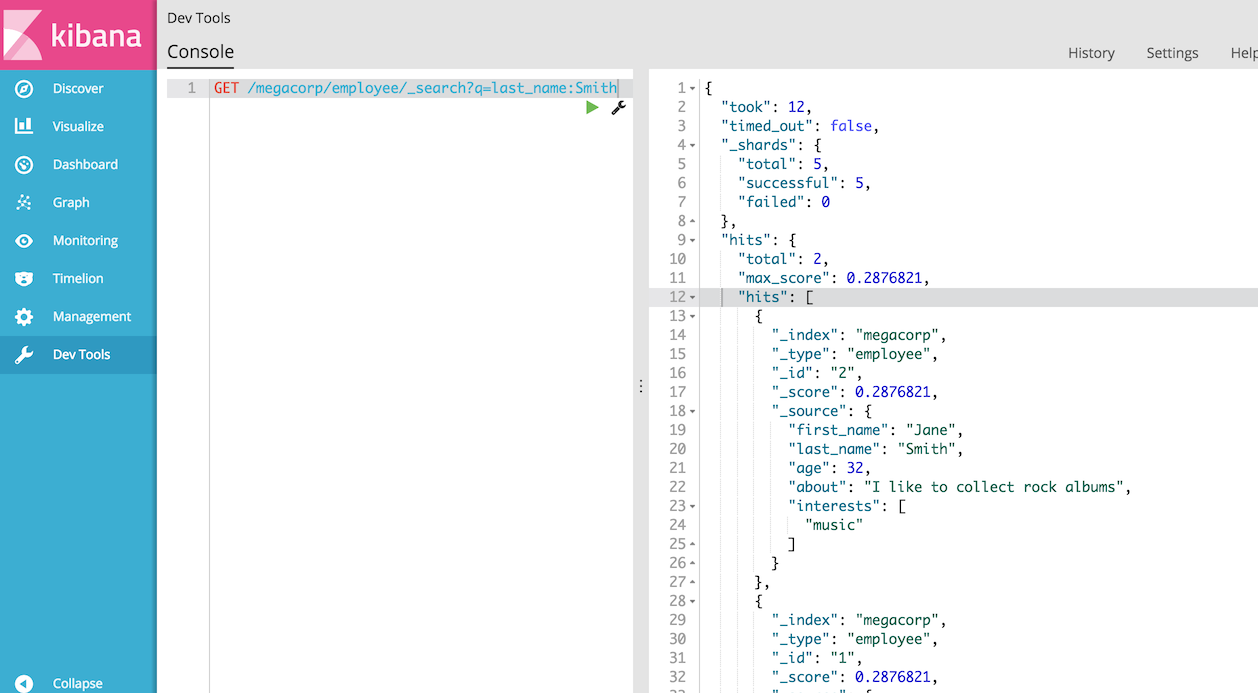 kibana
Discover
Visualize
Dashboard
Graph
Monitoring
Timelion
Management
Dev Tools
Collapse
Dev Tools
Console
History
Settings
1 GET /megacorp/employee/_search?q=last_name:Smith
1 {
2 "took": 12,
3 "timed_out": false,
4 "_shards": {
5 "total": 5,
6 "successful": 5,
7 "failed": 0
8 },
9 "hits": {
10 "total": 2,
11 "max_score": 0.2876821,
12 "hits": [
13 {
14 "_index": "megacorp",
15 "_type": "employee",
16 "_id": "2",
17 "_score": 0.2876821,
18 "_source": {
19 "first_name": "Jane",
20 "last_name": "Smith",
21 "age": 32,
22 "about": "I like to collect rock albums",
23 "interests": [
24 "music"
25 ]
26 }
27 },
28 {
29 "_index": "megacorp",
30 "_type": "employee",
31 "_id": "1",
32 "_score": 0.2876821,